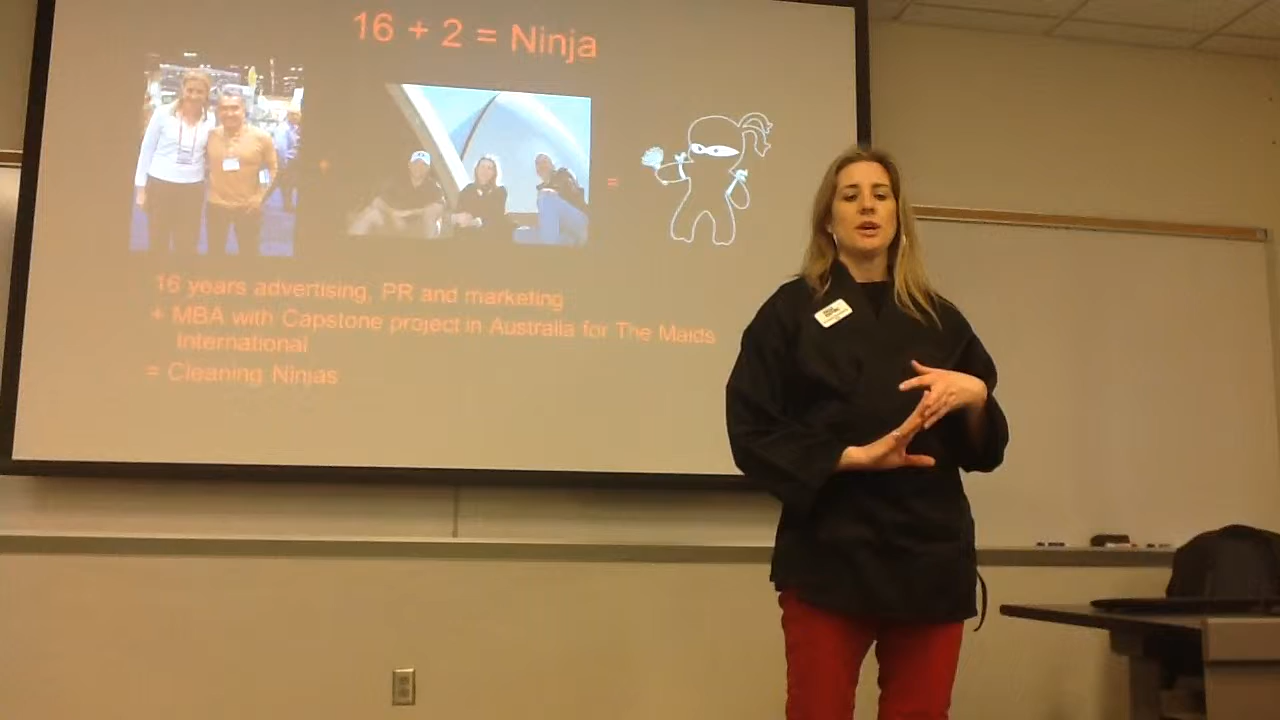 16 + 2 = Ninja
+
=
16 years advertising, PR and marketing
+ MBA with Capstone project in Australia for The Maids
International
= Cleaning Ninjas